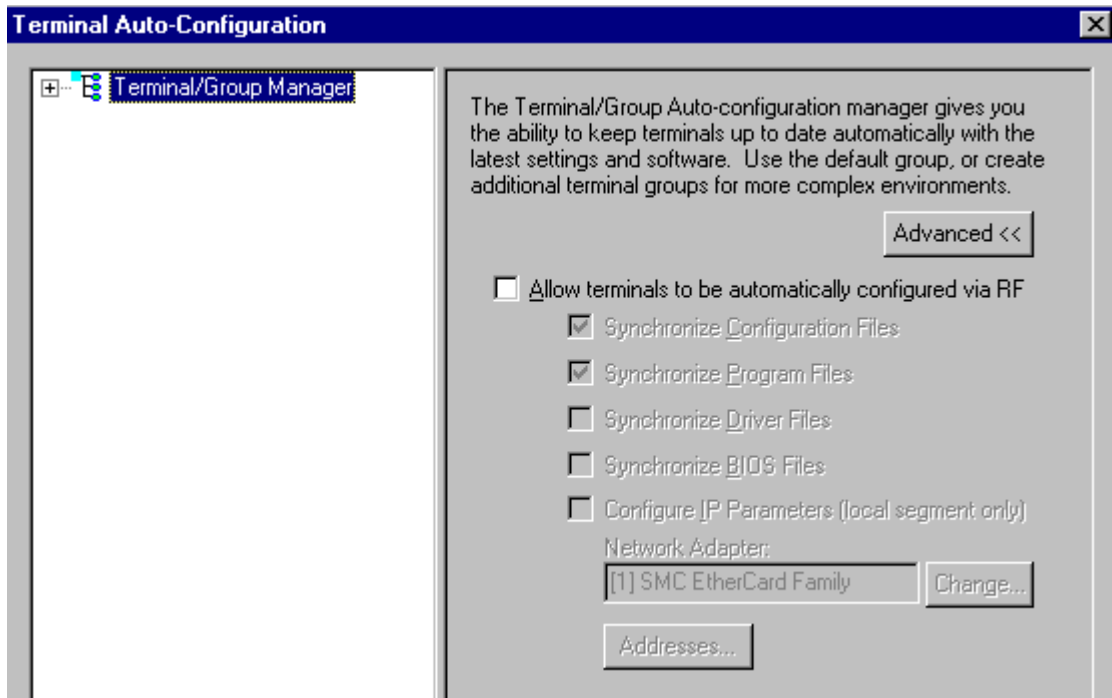 Terminal Auto-Configuration
Terminal/Group Manager
The Terminal/Group Auto-configuration manager gives you
the ability to keep terminals up to date automatically with the
latest settings and software.  Use the default group, or create
additional terminal groups for more complex environments.
Advanced <<
Allow terminals to be automatically configured via RF
Synchronize Configuration Files
Synchronize Program Files
Synchronize Driver Files
Synchronize BIOS Files
Configure IP Parameters (local segment only)
Network Adapter:
[1] SMC EtherCard Family
Change...
Addresses...